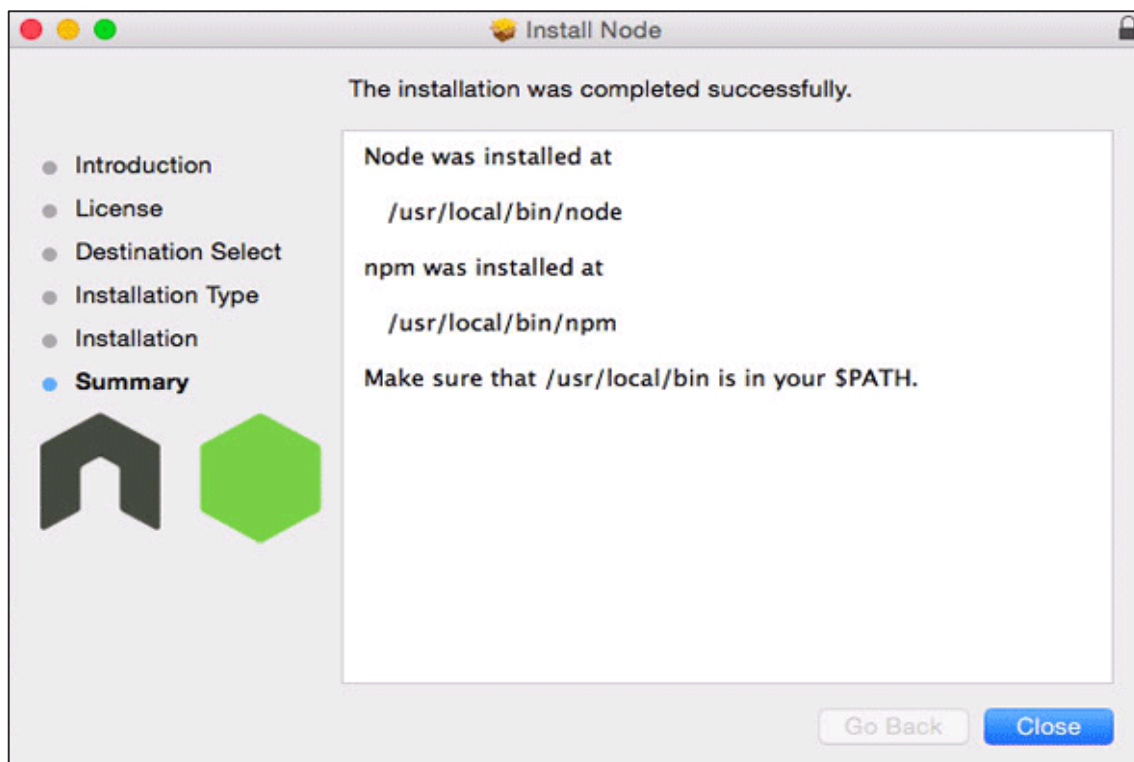 Install Node
The installation was completed successfully.
Introduction
License
Destination Select
Installation Type
Installation
Summary
Node was installed at
/usr/local/bin/node
npm was installed at
/usr/local/bin/npm
Make sure that /usr/local/bin is in your $PATH.
Go Back
Close